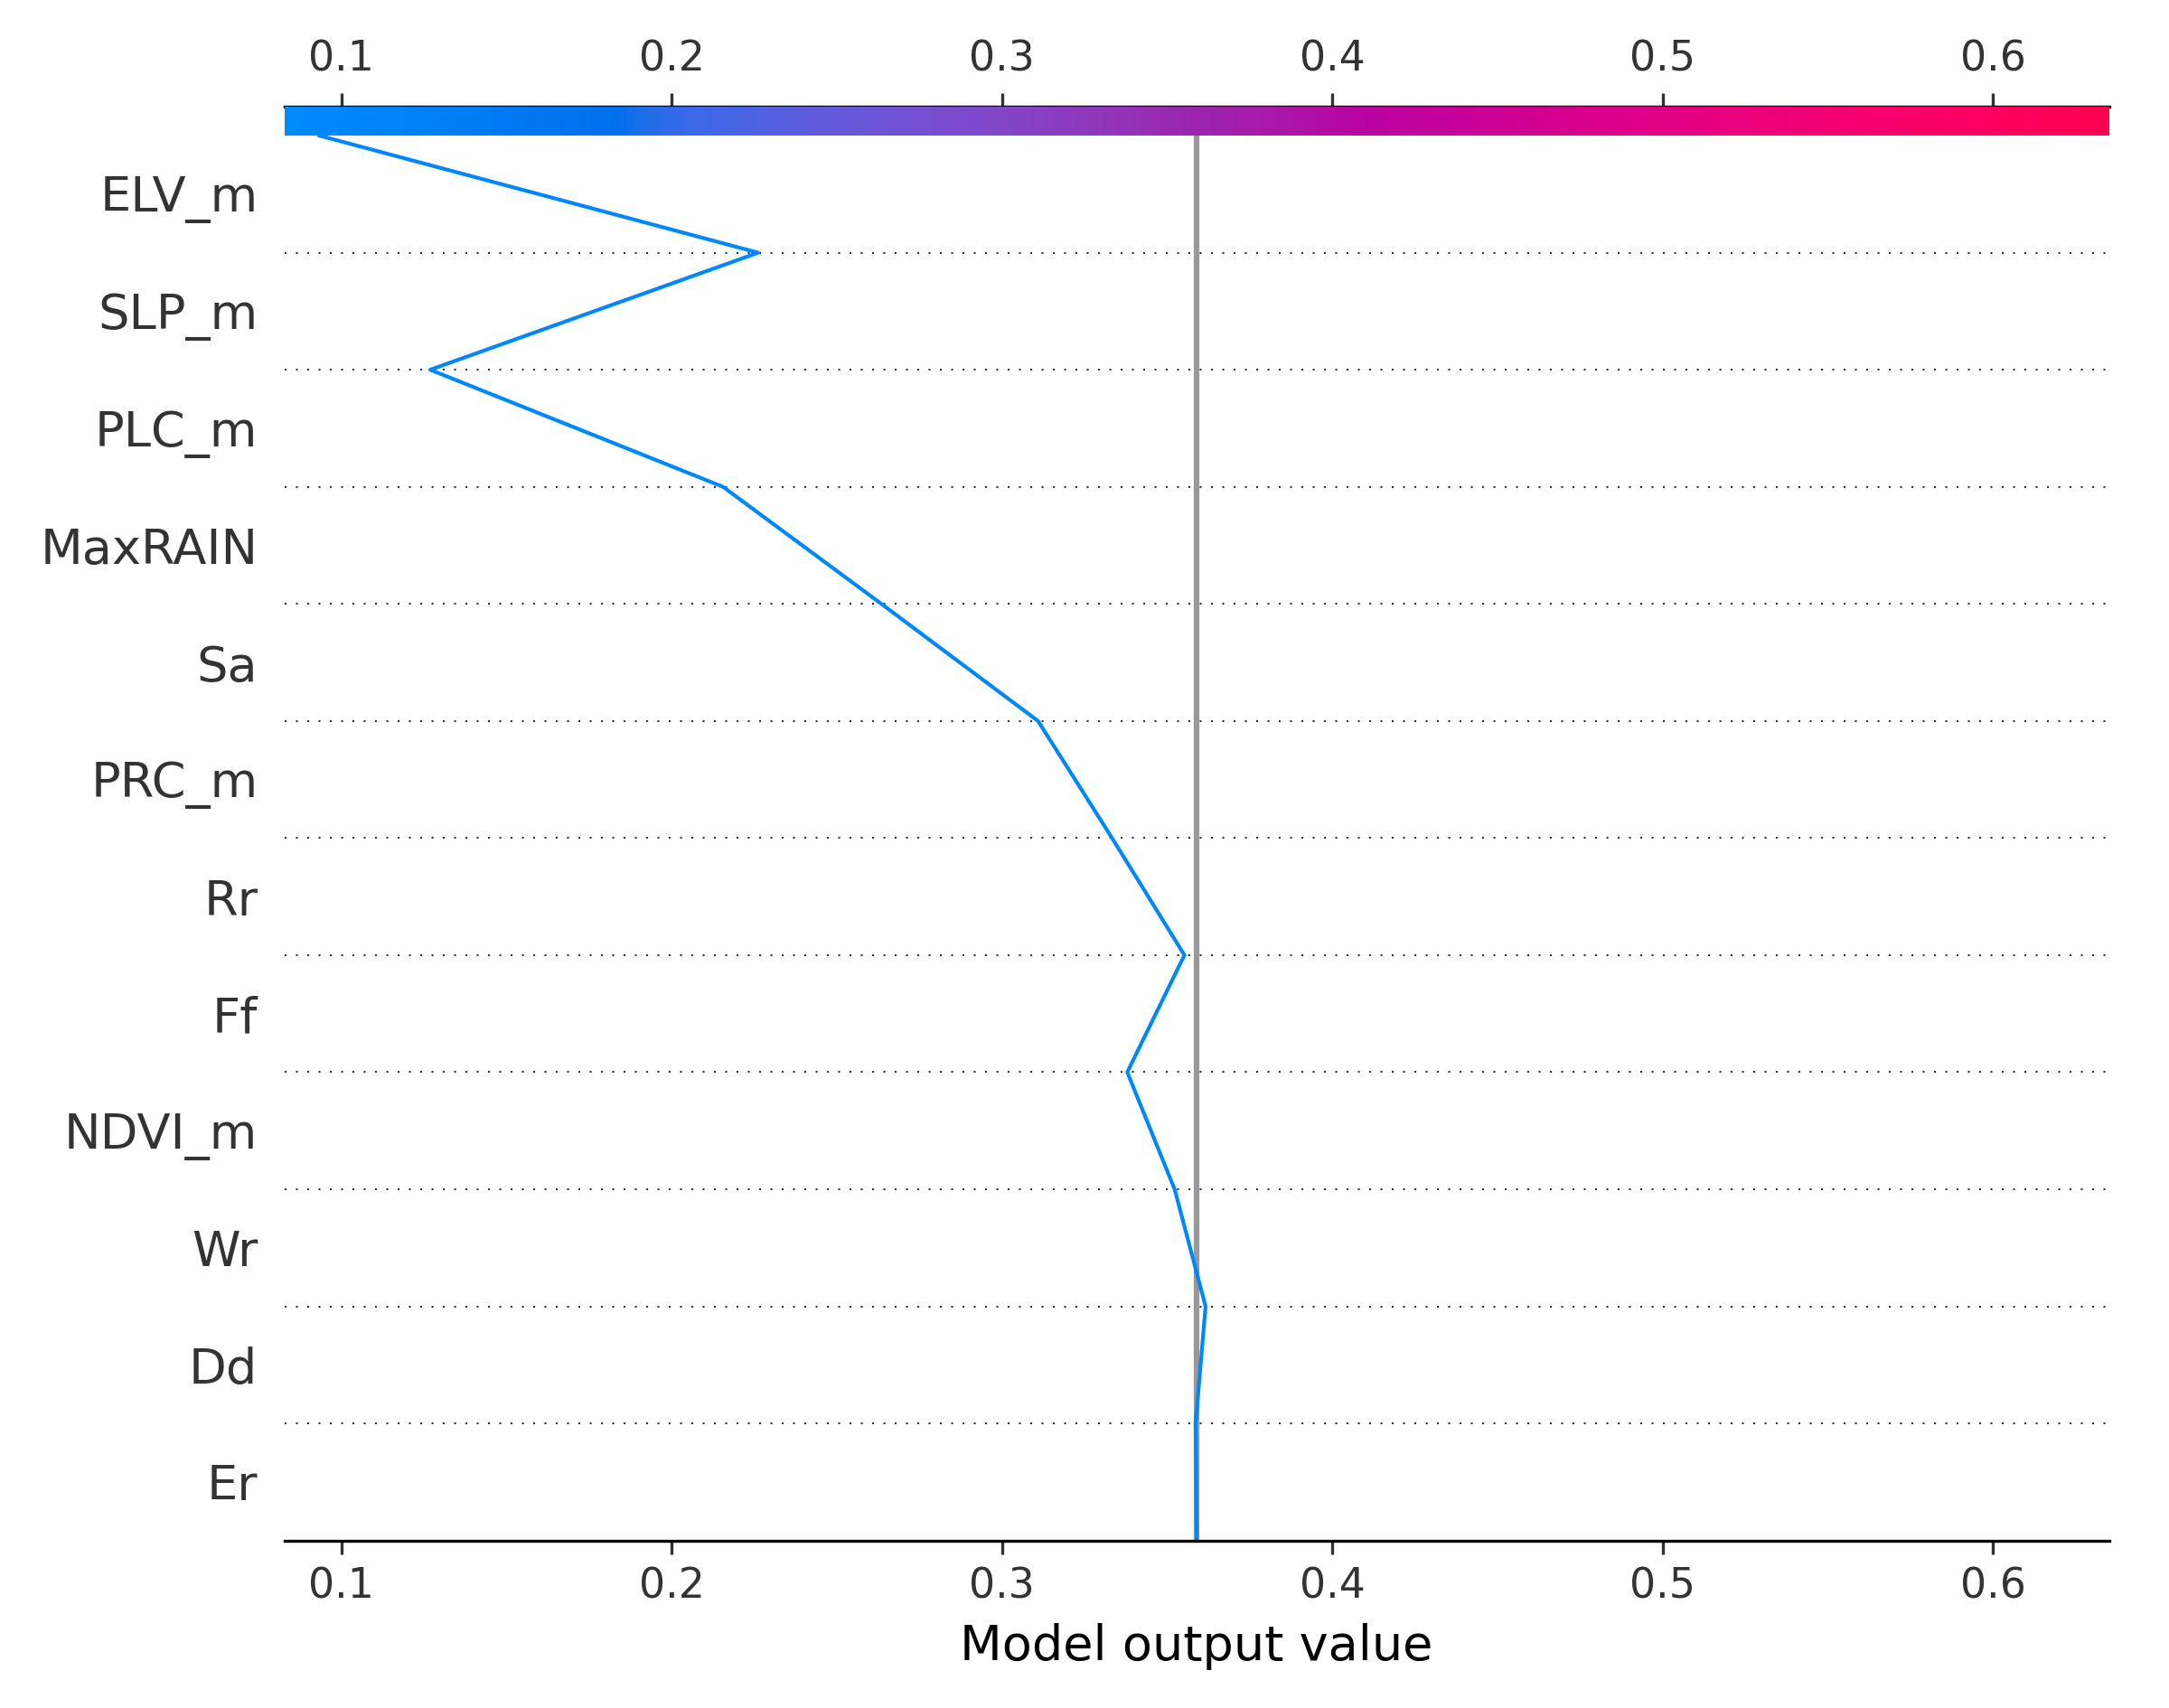 0.1 0.2 0.3 0.4 0.5 0.6
ELV_m
SLP_m
PLC_m
MaxRAIN
Sa
PRC_m
Rr
Ff
NDVI_m
Wr
Dd
Er
0.1 0.2 0.3 0.4 0.5 0.6
Model output value